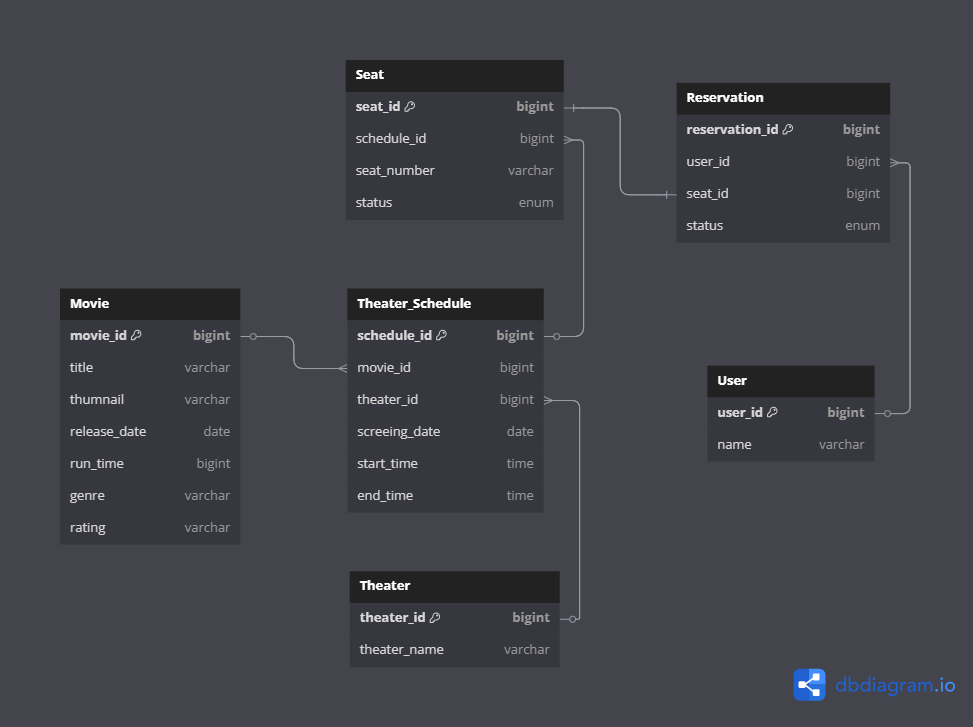 Seat
seat_id bigint
schedule_id bigint
seat_number varchar
status enum
Reservation
reservation_id bigint
user_id bigint
seat_id bigint
status enum
Movie
movie_id bigint
title varchar
thumnail varchar
release_date date
run_time bigint
genre varchar
rating varchar
Theater_Schedule
schedule_id bigint
movie_id bigint
theater_id bigint
screeing_date date
start_time time
end_time time
User
user_id bigint
name varchar
Theater
theater_id bigint
theater_name varchar
dbdiagram.io